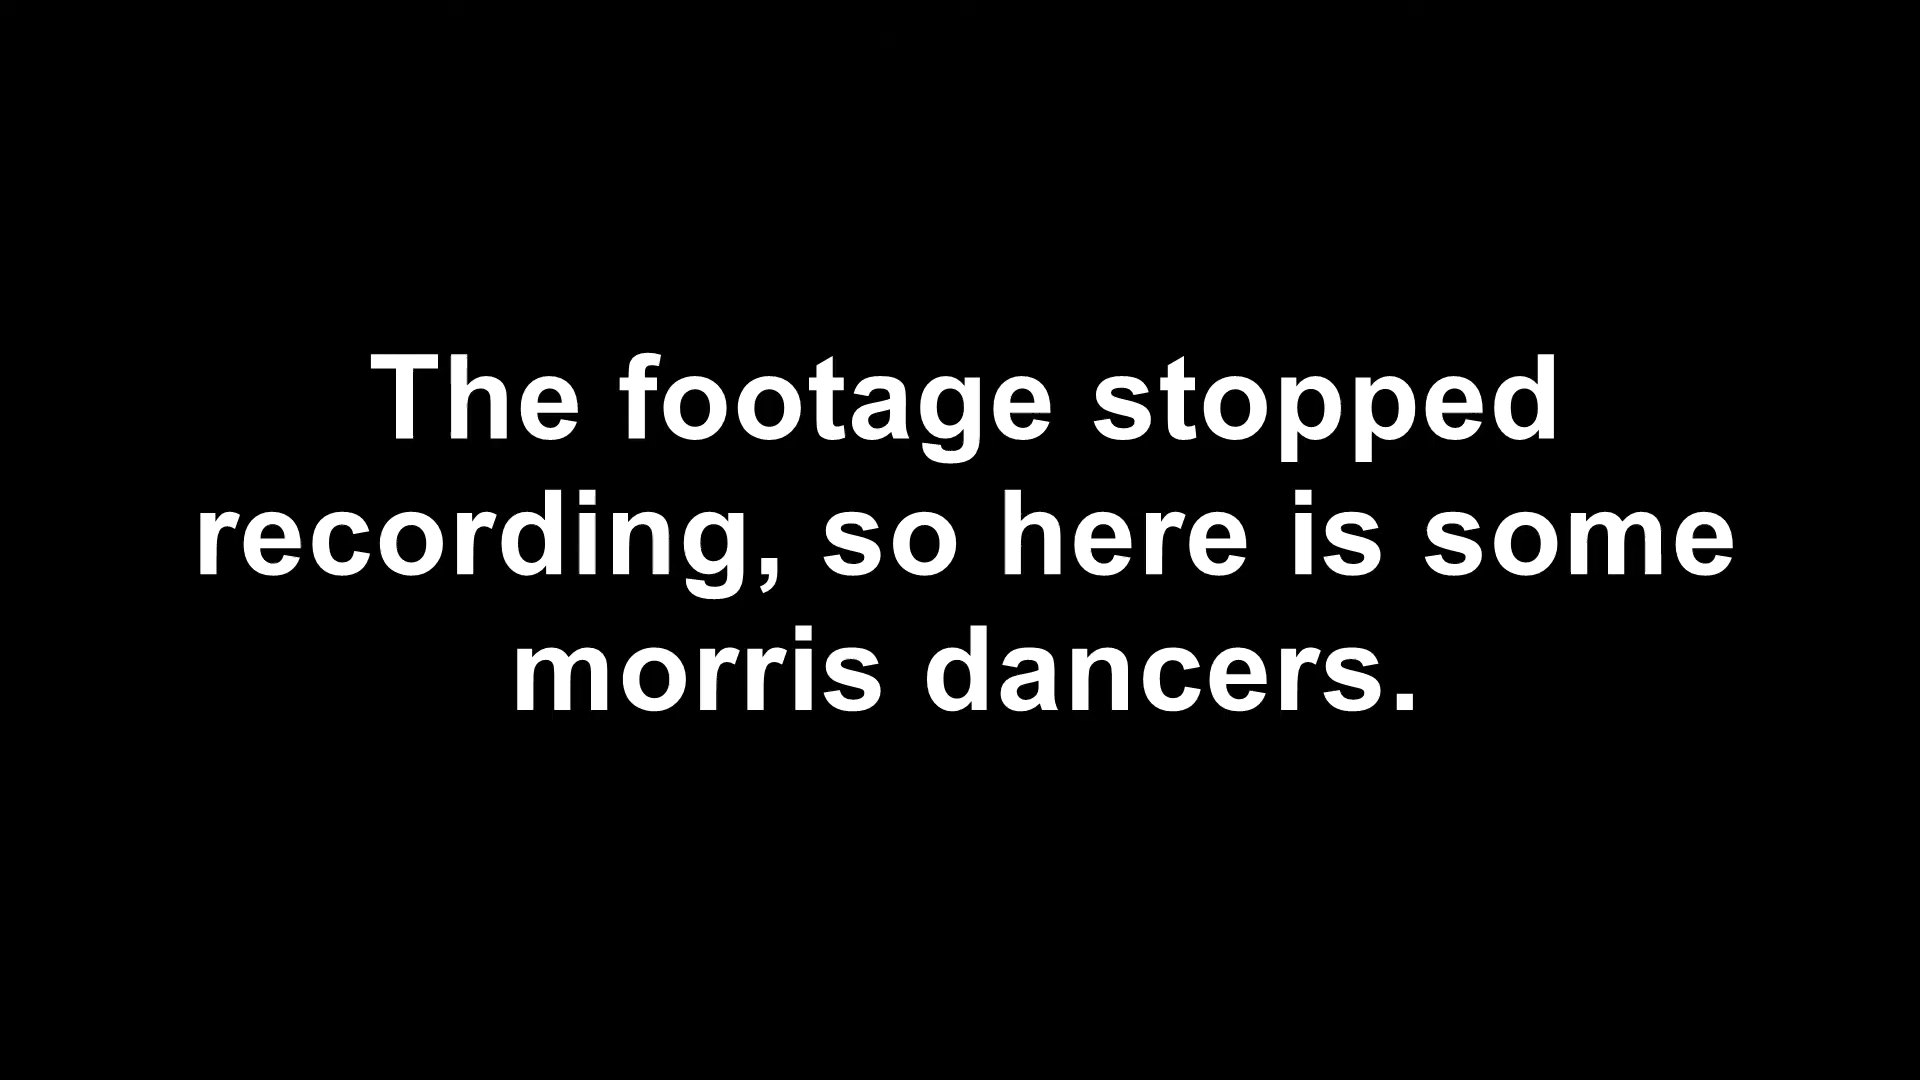 The footage stopped
recording, so here is some
morris dancers.